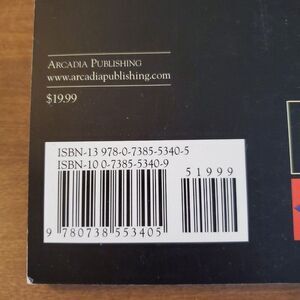 ARCADIA PUBLISHING
www.arcadiapublishing.com
$19.99
ISBN-13 978-0-7385-5340-5
ISBN-10 0-7385-5340-9
51999
9 780738 553405